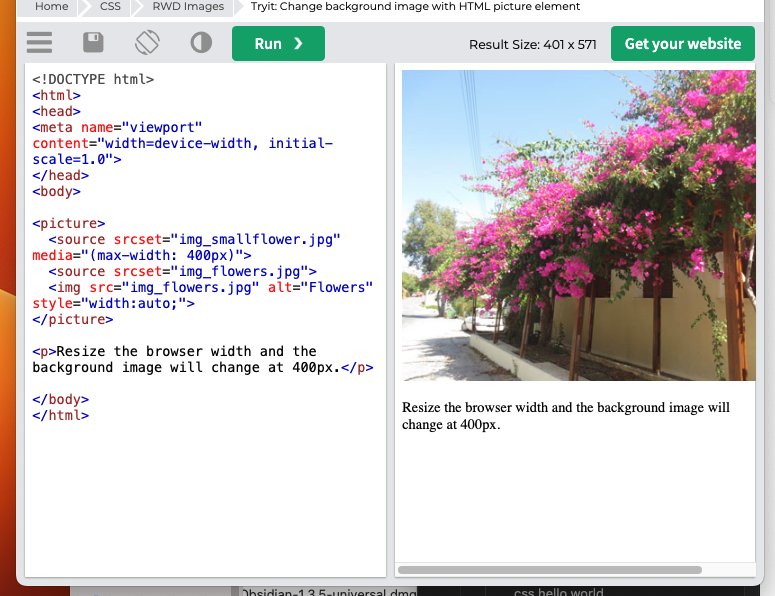 Home CSS RWD Images Tryit: Change background image with HTML picture element
Run ❯ Result Size: 401 x 571 Get your website
<!DOCTYPE html>
<html>
<head>
<meta name="viewport"
content="width=device-width, initial-
scale=1.0">
</head>
<body>
<picture>
<source srcset="img_smallflower.jpg"
media="(max-width: 400px)">
<source srcset="img_flowers.jpg">
<img src="img_flowers.jpg" alt="Flowers"
style="width:auto;">
</picture>
<p>Resize the browser width and the
background image will change at 400px.</p>
</body>
</html>
Resize the browser width and the background image will
change at 400px.
Obsidian-1.3.5-universal.dmg css hello world